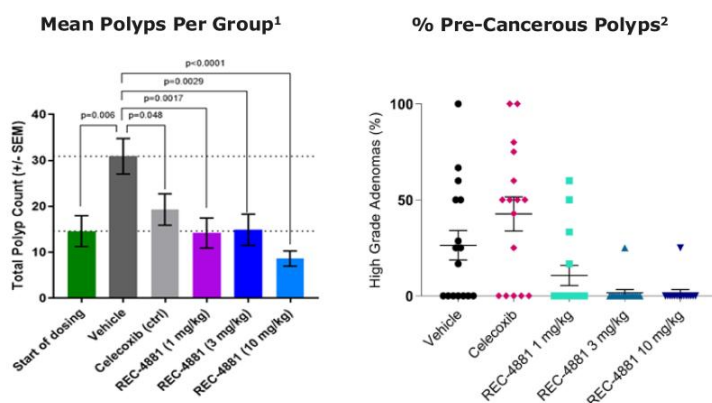 Mean Polyps Per Group¹
p<0.0001
p=0.0029
p=0.0017
p=0.006
p=0.048
Total Polyp Count (+/- SEM)
40
30
20
10
0
Start of dosing
Vehicle
Celecoxib (ctrl)
REC-4881 (1 mg/kg)
REC-4881 (3 mg/kg)
REC-4881 (10 mg/kg)
% Pre-Cancerous Polyps²
High Grade Adenomas (%)
100
50
0
Vehicle
Celecoxib
REC-4881 1 mg/kg
REC-4881 3 mg/kg
REC-4881 10 mg/kg